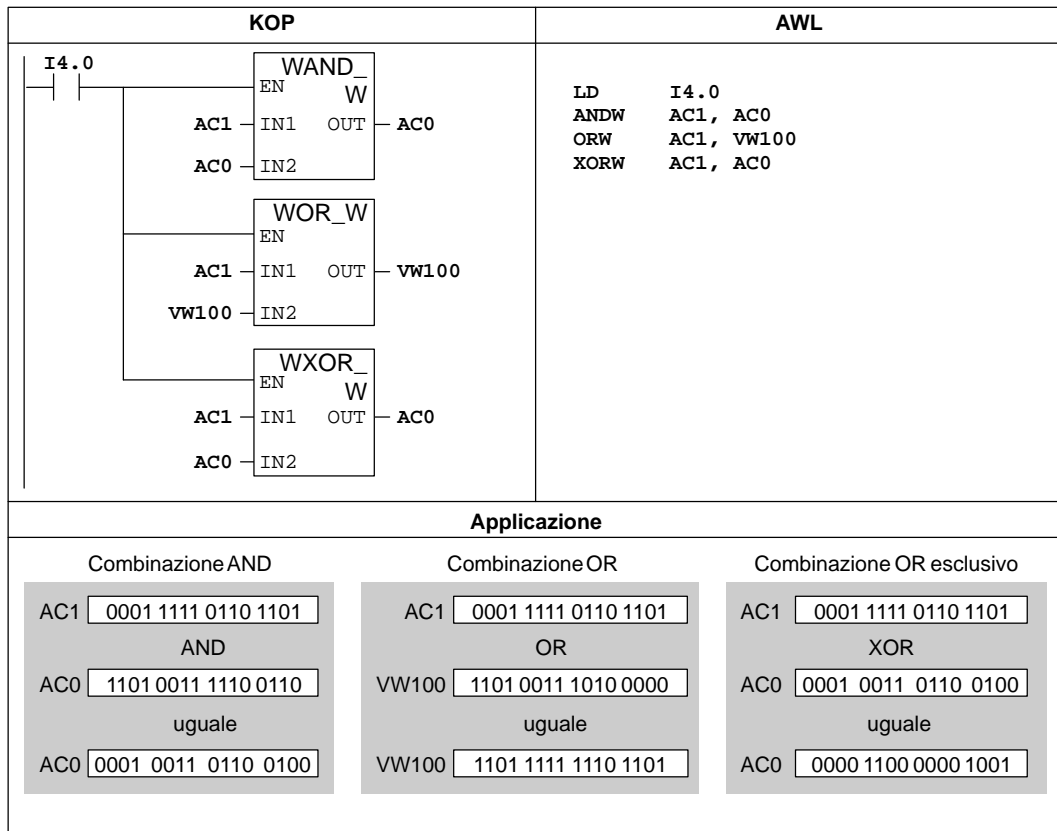 KOP
I4.0
WAND_
EN W
AC1 IN1 OUT AC0
AC0 IN2
WOR_W
EN
AC1 IN1 OUT VW100
VW100 IN2
WXOR_
EN W
AC1 IN1 OUT AC0
AC0 IN2
AWL
LD I4.0
ANDW AC1, AC0
ORW AC1, VW100
XORW AC1, AC0
Applicazione
Combinazione AND
AC1 0001 1111 0110 1101
AND
AC0 1101 0011 1110 0110
uguale
AC0 0001 0011 0110 0100
Combinazione OR
AC1 0001 1111 0110 1101
OR
VW100 1101 0011 1010 0000
uguale
VW100 1101 1111 1110 1101
Combinazione OR esclusivo
AC1 0001 1111 0110 1101
XOR
AC0 0001 0011 0110 0100
uguale
AC0 0000 1100 0000 1001